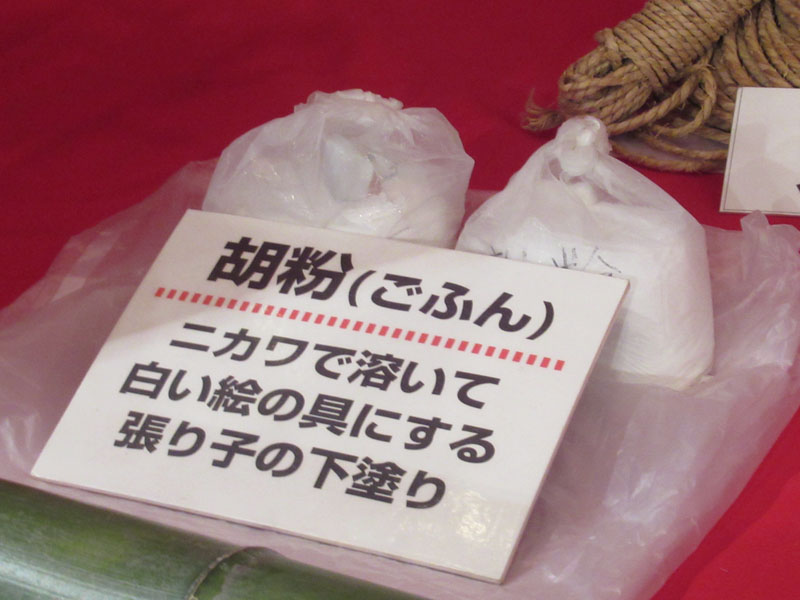 胡粉(ごふん)
ニカワで溶いて
白い絵の具にする
張り子の下塗り